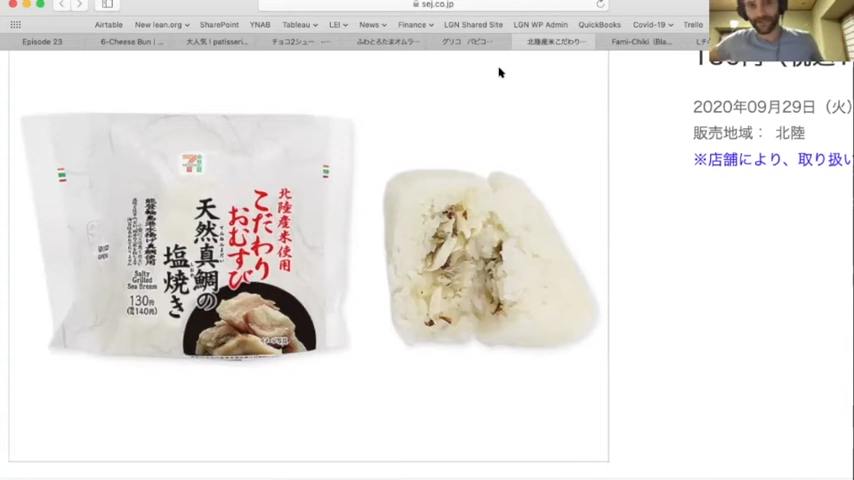 sej.co.jp
Airtable New lean.org SharePoint YNAB Tableau LEI News Finance LGN Shared Site LGN WP Admin QuickBooks Covid-19 Trello
Episode 23 6-Cheese Bun | ... 大人気！patisseri... チョコ2シュー ふわとろたまオムラ... グリコ パピコ... 北陸産米こだわり... Fami-Chiki (Bla...
2020年09月29日（火）
販売地域： 北陸
※店舗により、取り扱い
北陸産米使用
こだわり
おむすび
天然真鯛の
塩焼き
Salty
Grilled
Sea Bream
130円
140円)